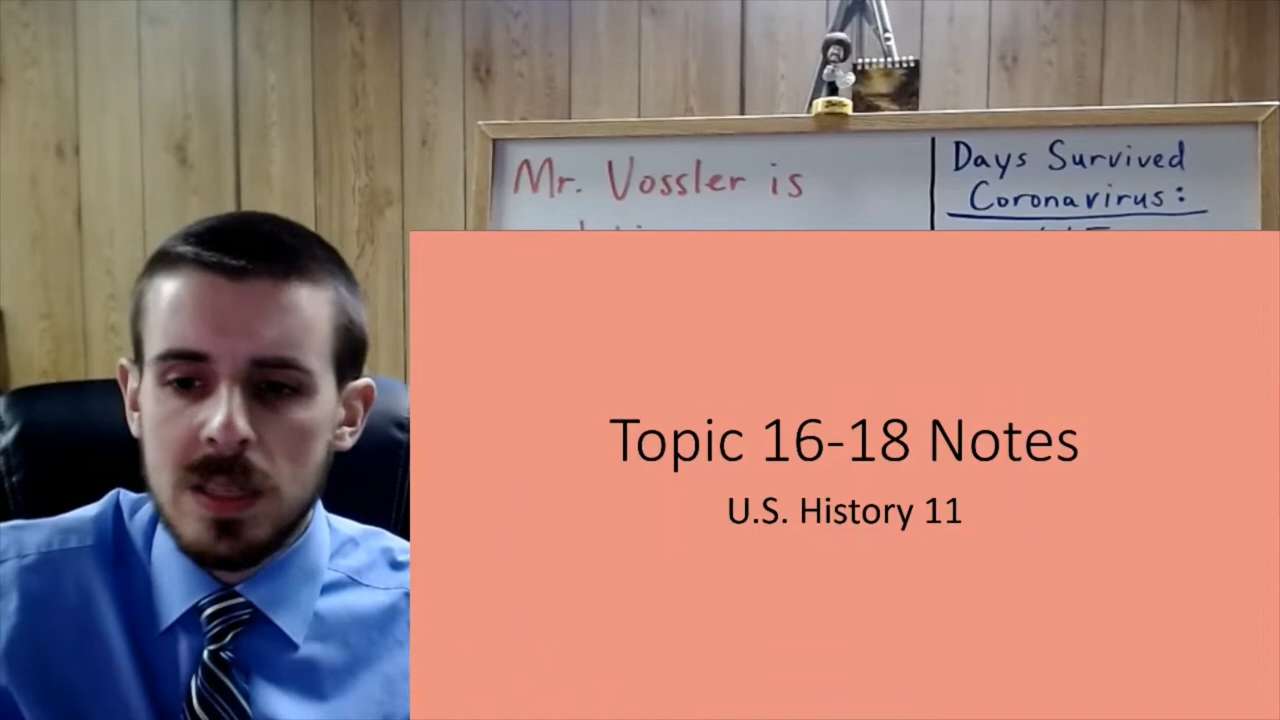 Mr. Vossler is
Days Survived
Coronavirus:
Topic 16-18 Notes
U.S. History 11